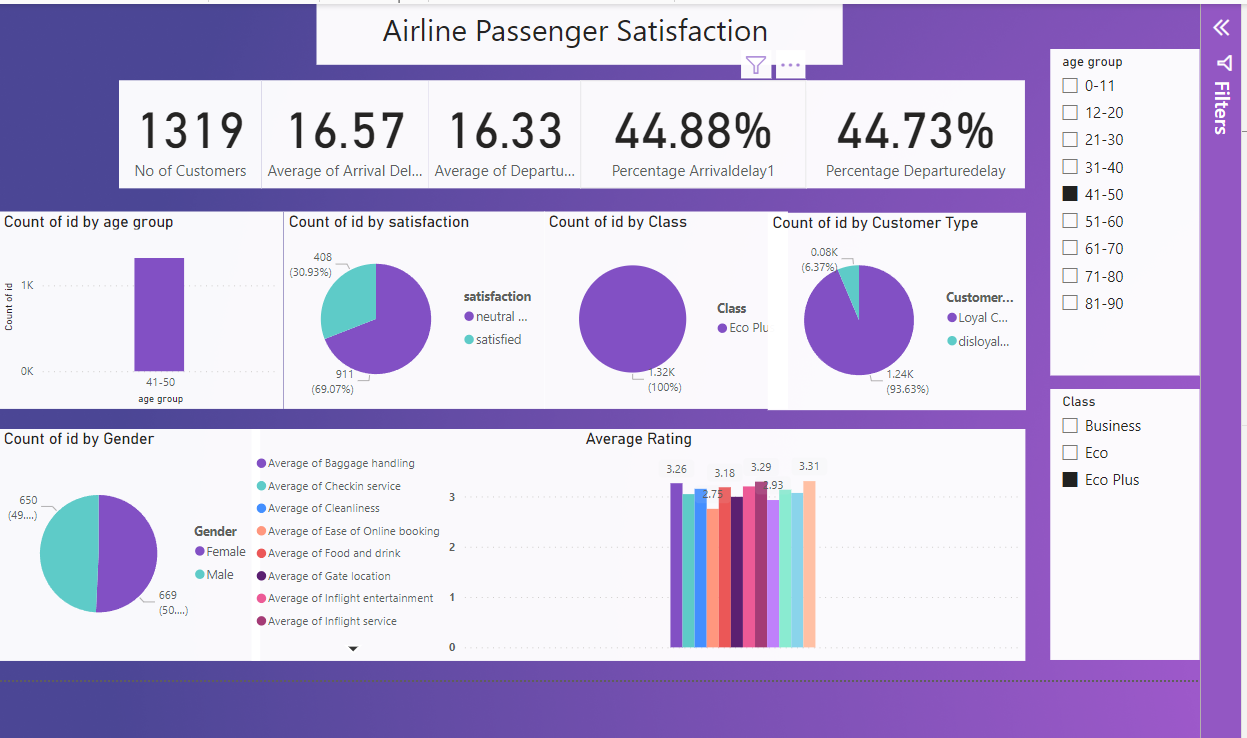 Airline Passenger Satisfaction
1319
No of Customers
16.57
Average of Arrival Del...
16.33
Average of Departu...
44.88%
Percentage Arrivaldelay1
44.73%
Percentage Departuredelay
Count of id by age group
Count of id
1K
0K
41-50
age group
Count of id by satisfaction
408
(30.93%)
911
(69.07%)
satisfaction
neutral ...
satisfied
Count of id by Class
1.32K
(100%)
Class
Eco Plu
Count of id by Customer Type
0.08K
(6.37%)
1.24K
(93.63%)
Customer...
Loyal C...
disloyal...
Count of id by Gender
650
(49....)
669
(50....)
Gender
Female
Male
Average Rating
Average of Baggage handling
Average of Checkin service
Average of Cleanliness
Average of Ease of Online booking
Average of Food and drink
Average of Gate location
Average of Inflight entertainment
Average of Inflight service
3
2
1
0
3.26
2.75
3.18
3.29
2.93
3.31
age group
0-11
12-20
21-30
31-40
41-50
51-60
61-70
71-80
81-90
Class
Business
Eco
Eco Plus
Filters